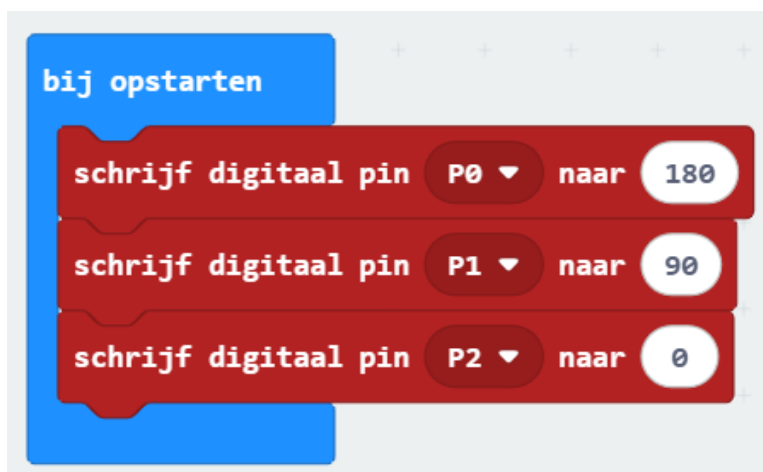 bij opstarten
schrijf digitaal pin P0 naar 180
schrijf digitaal pin P1 naar 90
schrijf digitaal pin P2 naar 0